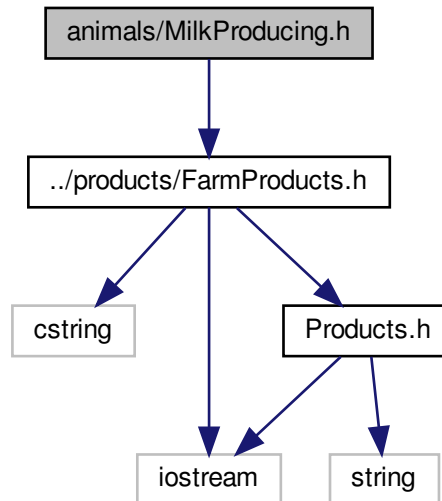 animals/MilkProducing.h
../products/FarmProducts.h
cstring
Products.h
iostream
string